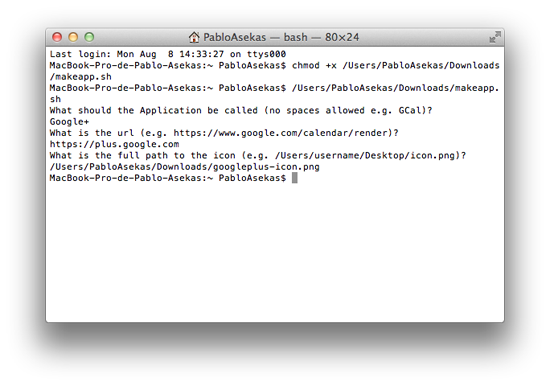 PabloAsekas — bash — 80×24
Last login: Mon Aug  8 14:33:27 on ttys000
MacBook-Pro-de-Pablo-Asekas:~ PabloAsekas$ chmod +x /Users/PabloAsekas/Downloads
/makeapp.sh
MacBook-Pro-de-Pablo-Asekas:~ PabloAsekas$ /Users/PabloAsekas/Downloads/makeapp.
sh
What should the Application be called (no spaces allowed e.g. GCal)?
Google+
What is the url (e.g. https://www.google.com/calendar/render)?
https://plus.google.com
What is the full path to the icon (e.g. /Users/username/Desktop/icon.png)?
/Users/PabloAsekas/Downloads/googleplus-icon.png
MacBook-Pro-de-Pablo-Asekas:~ PabloAsekas$